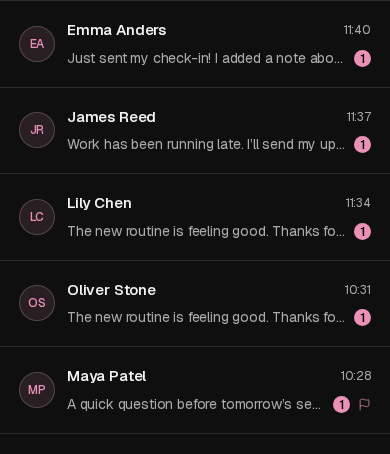 Emma Anders 11:40
EA
Just sent my check-in! I added a note abo... 1
James Reed 11:37
JR
Work has been running late. I'll send my up... 1
Lily Chen 11:34
LC
The new routine is feeling good. Thanks fo... 1
Oliver Stone 10:31
OS
The new routine is feeling good. Thanks fo... 1
Maya Patel 10:28
MP
A quick question before tomorrow's se... 1